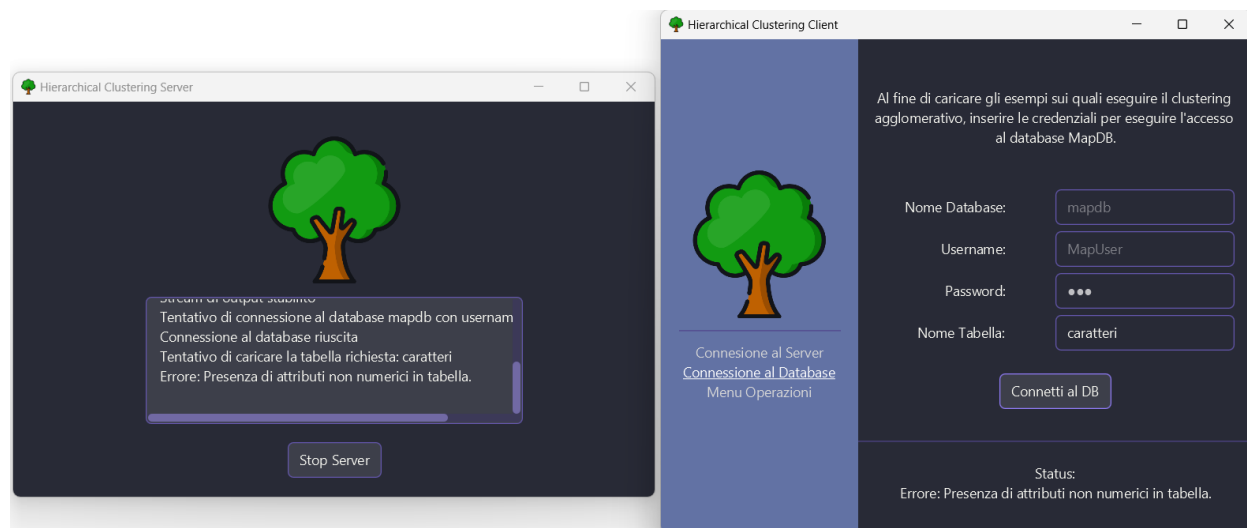 Hierarchical Clustering Server
Stream di output stabilito
Tentativo di connessione al database mapdb con usernam
Connessione al database riuscita
Tentativo di caricare la tabella richiesta: caratteri
Errore: Presenza di attributi non numerici in tabella.
Stop Server
Hierarchical Clustering Client
Connesione al Server
Connessione al Database
Menu Operazioni
Al fine di caricare gli esempi sui quali eseguire il clustering
agglomerativo, inserire le credenziali per eseguire l'accesso
al database MapDB.
Nome Database: mapdb
Username: MapUser
Password: ●●●
Nome Tabella: caratteri
Connetti al DB
Status:
Errore: Presenza di attributi non numerici in tabella.